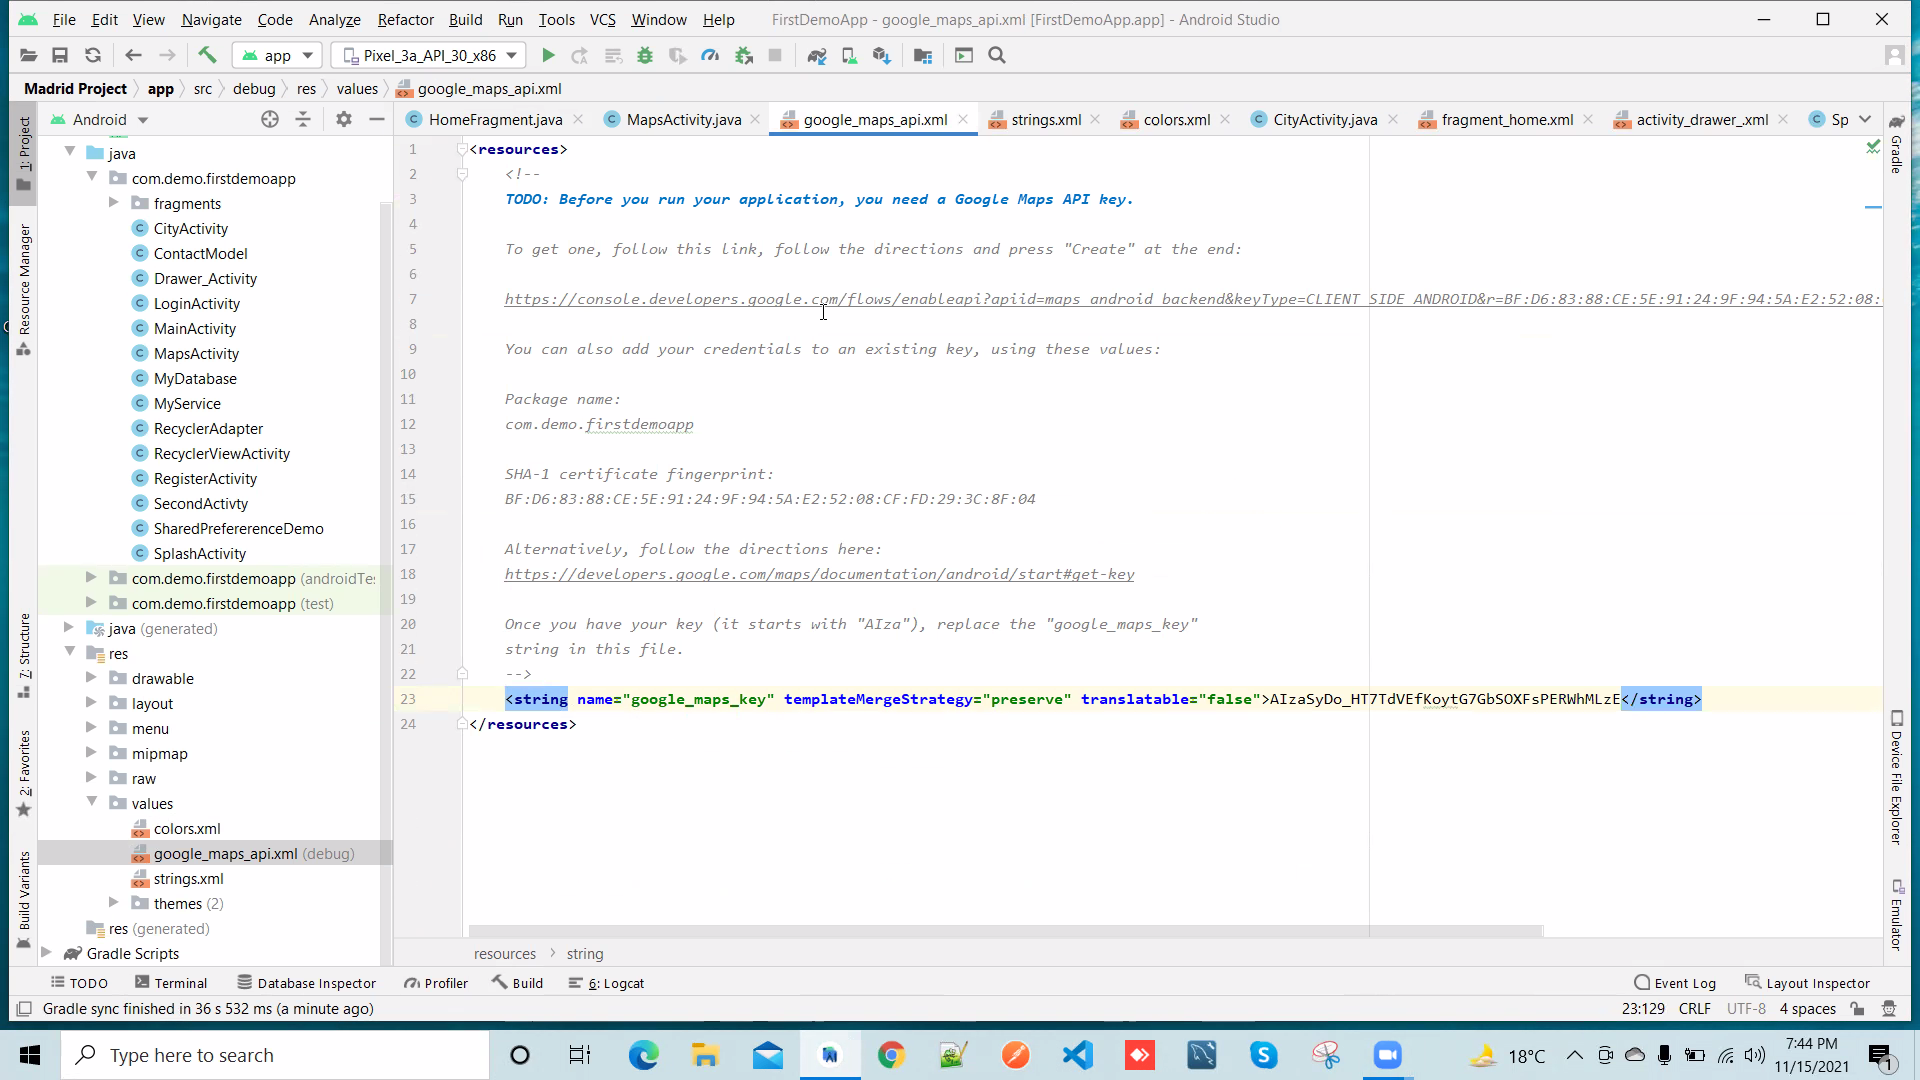 File Edit View Navigate Code Analyze Refactor Build Run Tools VCS Window Help FirstDemoApp - google_maps_api.xml [FirstDemoApp.app] - Android Studio
app Pixel_3a_API_30_x86
Madrid Project app src debug res values google_maps_api.xml
Android HomeFragment.java MapsActivity.java google_maps_api.xml strings.xml colors.xml CityActivity.java fragment_home.xml activity_drawer_.xml Sp
1: Project
Resource Manager
7: Structure
2: Favorites
Build Variants
java
com.demo.firstdemoapp
fragments
CityActivity
ContactModel
Drawer_Activity
LoginActivity
MainActivity
MapsActivity
MyDatabase
MyService
RecyclerAdapter
RecyclerViewActivity
RegisterActivity
SecondActivty
SharedPrefererenceDemo
SplashActivity
com.demo.firstdemoapp (androidTe
com.demo.firstdemoapp (test)
java (generated)
res
drawable
layout
menu
mipmap
raw
values
colors.xml
google_maps_api.xml (debug)
strings.xml
themes (2)
res (generated)
Gradle Scripts
1 <resources>
2 <!--
3 TODO: Before you run your application, you need a Google Maps API key.
4
5 To get one, follow this link, follow the directions and press "Create" at the end:
6
7 https://console.developers.google.com/flows/enableapi?apiid=maps_android_backend&keyType=CLIENT_SIDE_ANDROID&r=BF:D6:83:88:CE:5E:91:24:9F:94:5A:E2:52:08:
8
9 You can also add your credentials to an existing key, using these values:
10
11 Package name:
12 com.demo.firstdemoapp
13
14 SHA-1 certificate fingerprint:
15 BF:D6:83:88:CE:5E:91:24:9F:94:5A:E2:52:08:CF:FD:29:3C:8F:04
16
17 Alternatively, follow the directions here:
18 https://developers.google.com/maps/documentation/android/start#get-key
19
20 Once you have your key (it starts with "AIza"), replace the "google_maps_key"
21 string in this file.
22 -->
23 <string name="google_maps_key" templateMergeStrategy="preserve" translatable="false">AIzaSyDo_HT7TdVEfKoytG7GbSOXFsPERWhMLzE</string>
24 </resources>
Gradle
Device File Explorer
Emulator
resources string
TODO Terminal Database Inspector Profiler Build 6: Logcat Event Log Layout Inspector
Gradle sync finished in 36 s 532 ms (a minute ago) 23:129 CRLF UTF-8 4 spaces
Type here to search 18°C 7:44 PM
11/15/2021 1